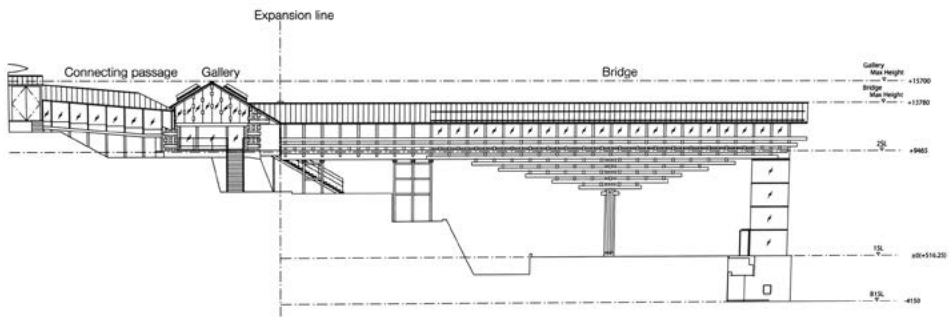 Expansion line
Connecting passage
Gallery
Bridge
Gallery
Max Height
+15700
Bridge
Max Height
+13780
2SL
+9465
1SL
±0(+516.25)
B1SL
-4150